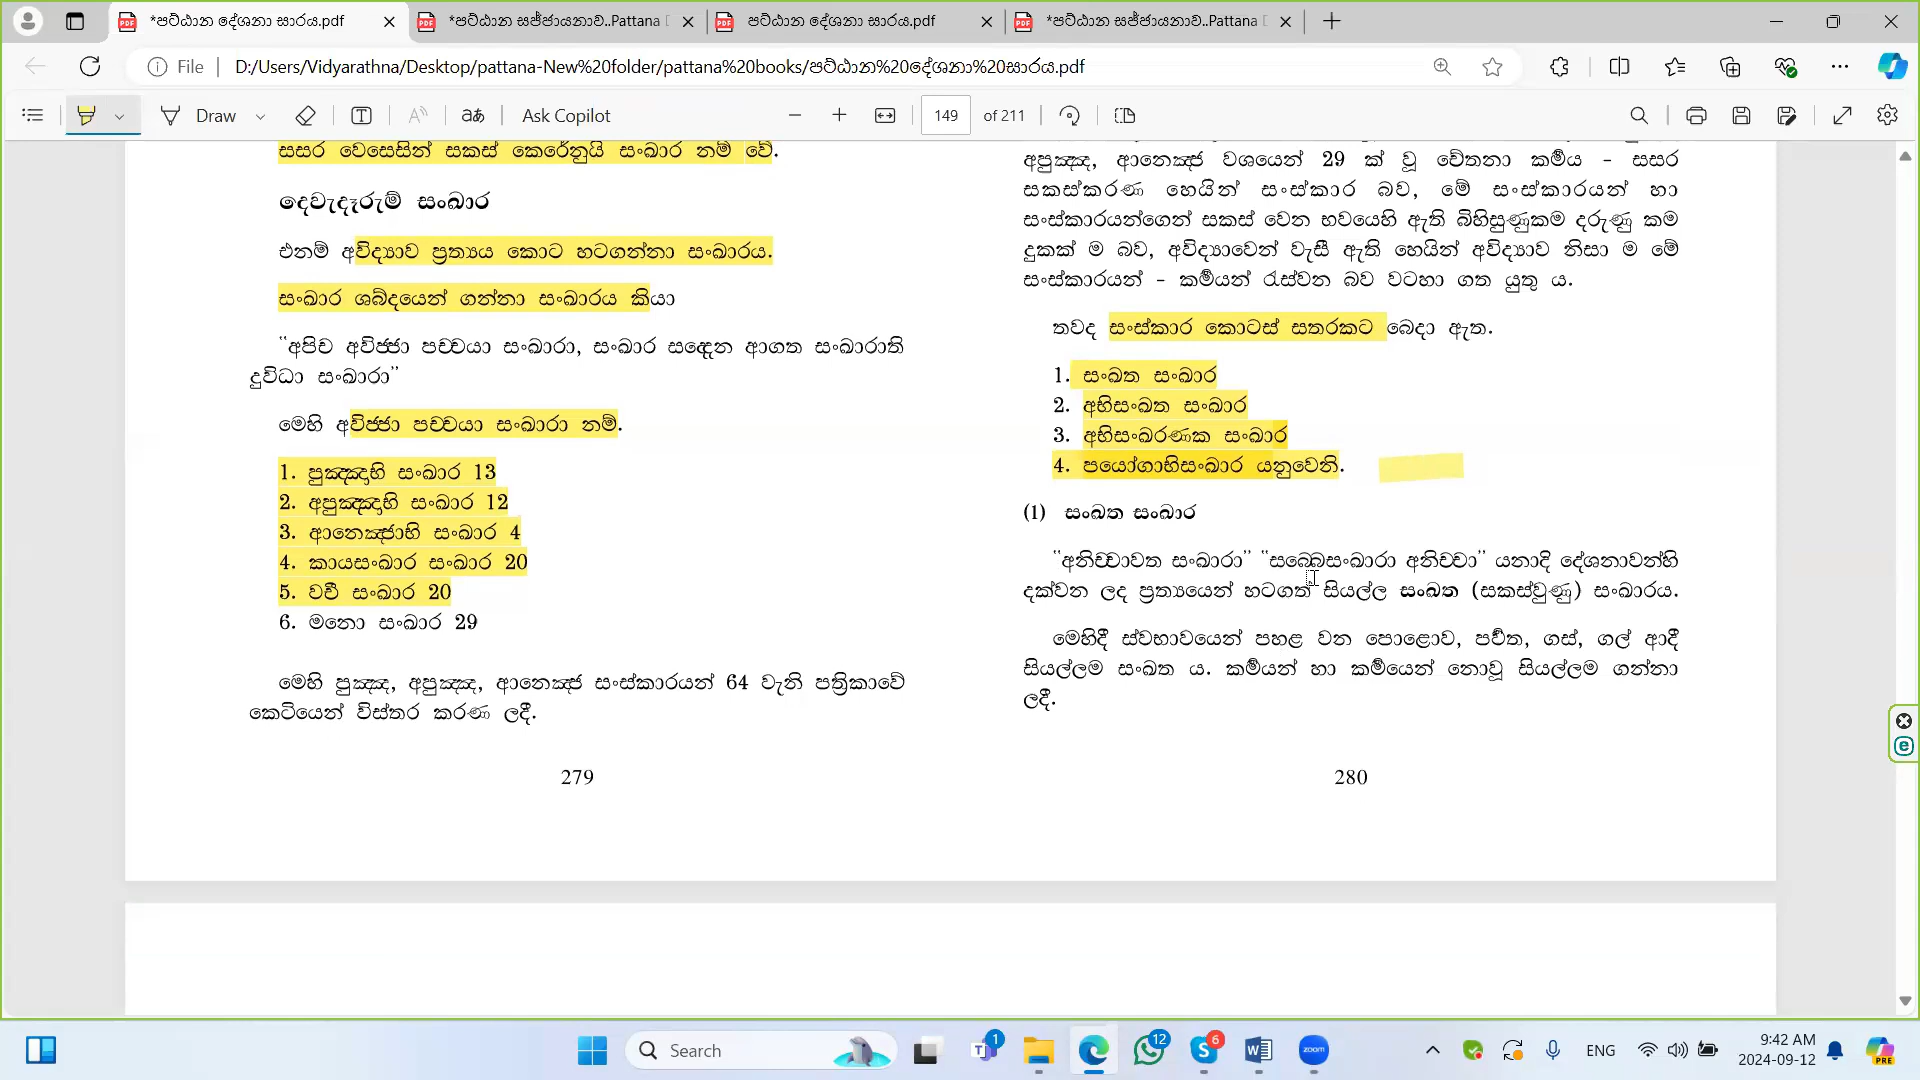 *පට්ඨාන දේශනා සාරය.pdf
*පට්ඨාන සජ්ඣායනාව..Pattana
පට්ඨාන දේශනා සාරය.pdf
*පට්ඨාන සජ්ඣායනාව..Pattana
File
D:/Users/Vidyarathna/Desktop/pattana-New%20folder/pattana%20books/පට්ඨාන%20දේශනා%20සාරය.pdf
Draw
Ask Copilot
149 of 211
සසර වෙසෙසින් සකස් කෙරේනුයි සංඛාර නම් වේ.
දෙවැදෑරුම් සංඛාර
එනම් අවිද්‍යාව ප්‍රත්‍යය කොට හටගන්නා සංඛාරය.
සංඛාර ශබ්දයෙන් ගන්නා සංඛාරය කියා
"අපිච අවිජ්ජා පච්චයා සංඛාරා, සංඛාර සද්දෙන ආගත සංඛාරාති
දුවිධා සංඛාරා"
මෙහි අවිජ්ජා පච්චයා සංඛාරා නම්.
1. පුඤ්ඤාභි සංඛාර 13
2. අපුඤ්ඤාභි සංඛාර 12
3. ආනෙඤ්ජාභි සංඛාර 4
4. කායසංඛාර සංඛාර 20
5. වචී සංඛාර 20
6. මනො සංඛාර 29
මෙහි පුඤ්ඤ, අපුඤ්ඤ, ආනෙඤ්ජ සංස්කාරයන් 64 වැනි පත්‍රිකාවේ
කෙටියෙන් විස්තර කරණ ලදී.
279
අපුඤ්ඤ, ආනෙඤ්ජ වශයෙන් 29 ක් වූ චේතනා කර්‍මය - සසර
සකස්කරණ හෙයින් සංස්කාර බව, මේ සංස්කාරයන් හා
සංස්කාරයන්ගෙන් සකස් වෙන භවයෙහි ඇති බිහිසුණුකම දරුණු කම
දුකක් ම බව, අවිද්‍යාවෙන් වැසී ඇති හෙයින් අවිද්‍යාව නිසා ම මේ
සංස්කාරයන් - කර්‍මයන් රැස්වන බව වටහා ගත යුතු ය.
තවද සංස්කාර කොටස් සතරකට බෙදා ඇත.
1. සංඛත සංඛාර
2. අභිසංඛත සංඛාර
3. අභිසංඛරණක සංඛාර
4. පයෝගාභිසංඛාර යනුවෙනි.
(1) සංඛත සංඛාර
"අනිච්චාවත සංඛාරා" "සබ්බෙසංඛාරා අනිච්චා" යනාදි දේශනාවන්හි
දක්වන ලද ප්‍රත්‍යයෙන් හටගත් සියල්ල සංඛත (සකස්වුණු) සංඛාරය.
මෙහිදී ස්වභාවයෙන් පහළ වන පොළොව, පර්‍වත, ගස්, ගල් ආදී
සියල්ලම සංඛත ය. කර්‍මයන් හා කර්‍මයෙන් නොවූ සියල්ලම ගන්නා
ලදී.
280
Search
1
12
6
zoom
ENG
9:42 AM
2024-09-12
PRE